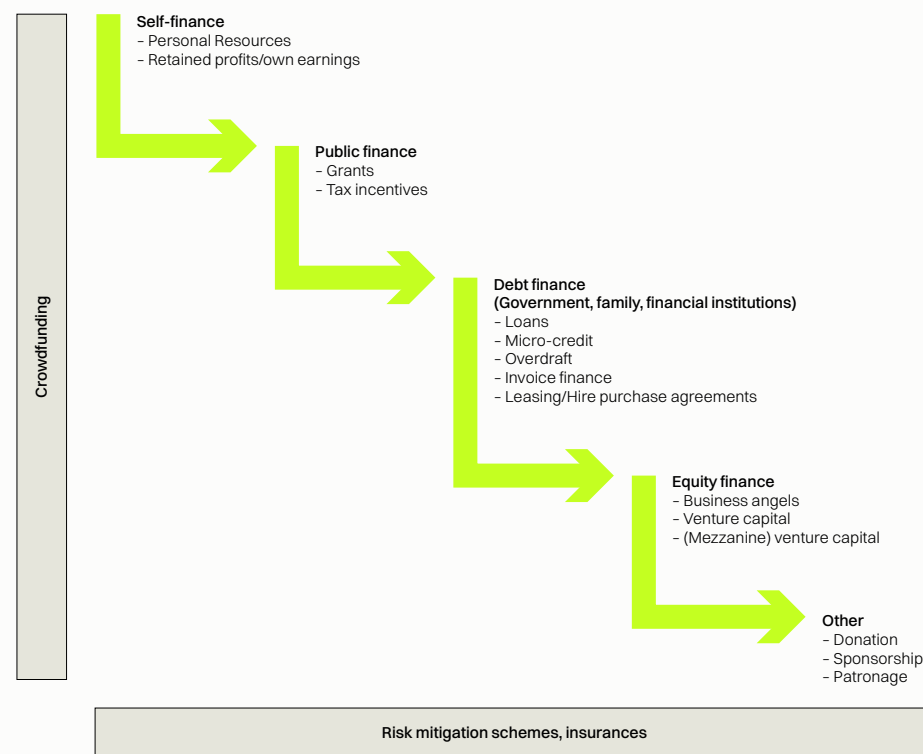 Self-finance
– Personal Resources
– Retained profits/own earnings
Public finance
– Grants
– Tax incentives
Crowdfunding
Debt finance
(Government, family, financial institutions)
– Loans
– Micro-credit
– Overdraft
– Invoice finance
– Leasing/Hire purchase agreements
Equity finance
– Business angels
– Venture capital
– (Mezzanine) venture capital
Other
– Donation
– Sponsorship
– Patronage
Risk mitigation schemes, insurances